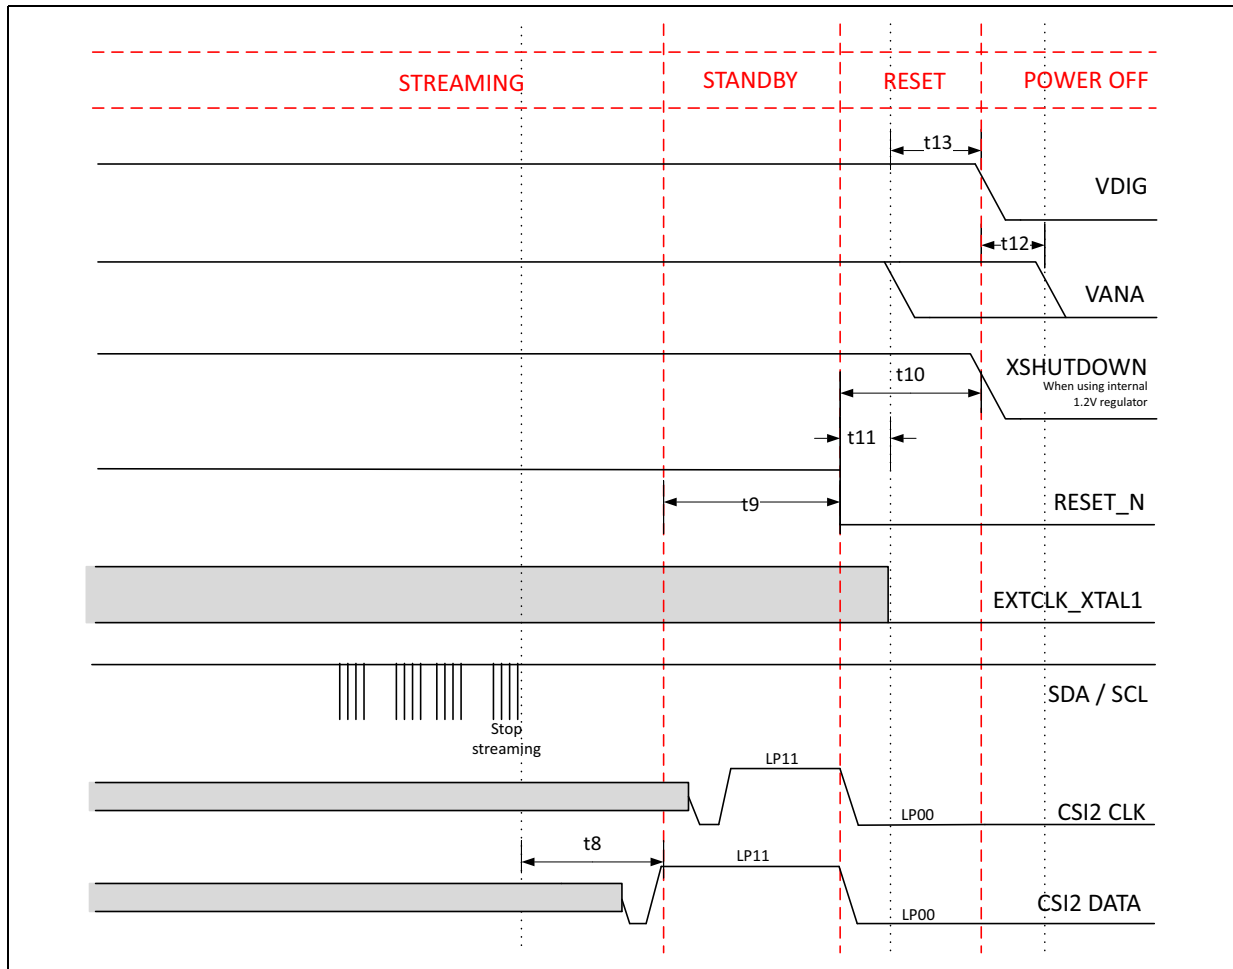 STREAMING STANDBY RESET POWER OFF
t13
VDIG
t12
VANA
XSHUTDOWN
When using internal
1.2V regulator
t10
t11
t9
RESET_N
EXTCLK_XTAL1
SDA / SCL
Stop
streaming
LP11
LP00
CSI2 CLK
t8
LP11
LP00
CSI2 DATA